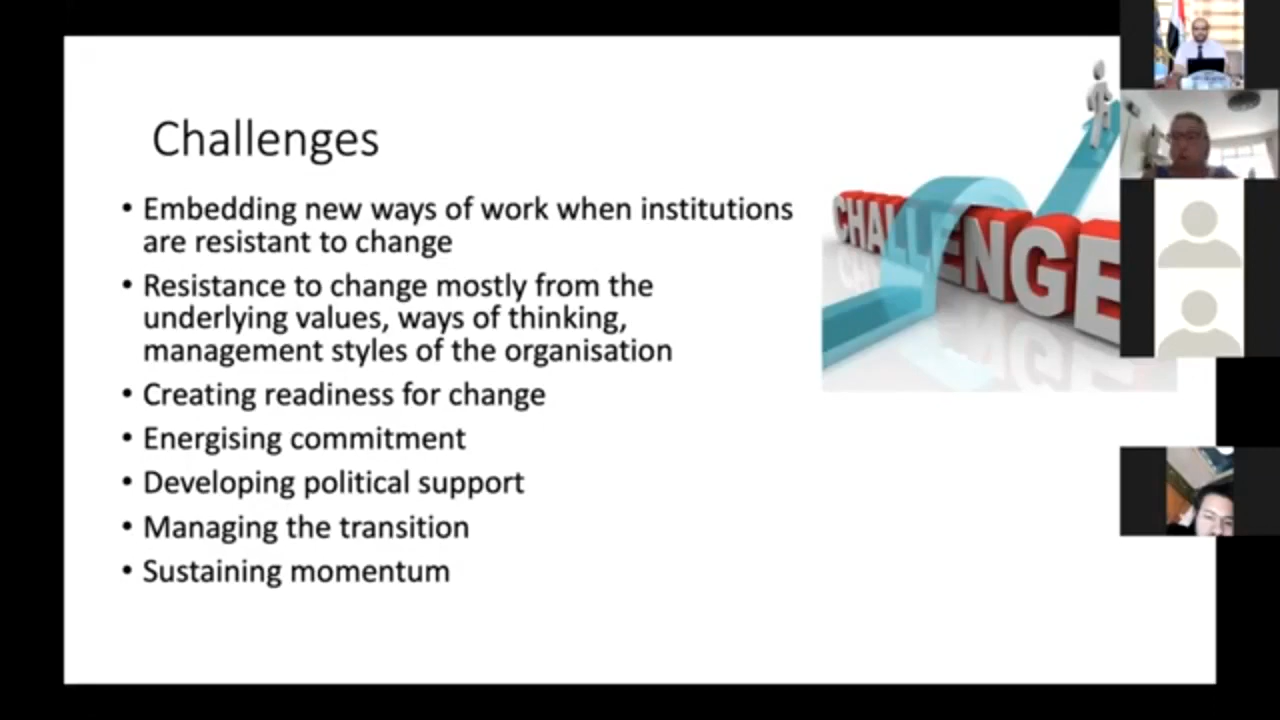 Challenges
• Embedding new ways of work when institutions
are resistant to change
• Resistance to change mostly from the
underlying values, ways of thinking,
management styles of the organisation
• Creating readiness for change
• Energising commitment
• Developing political support
• Managing the transition
• Sustaining momentum
CHALLENGE